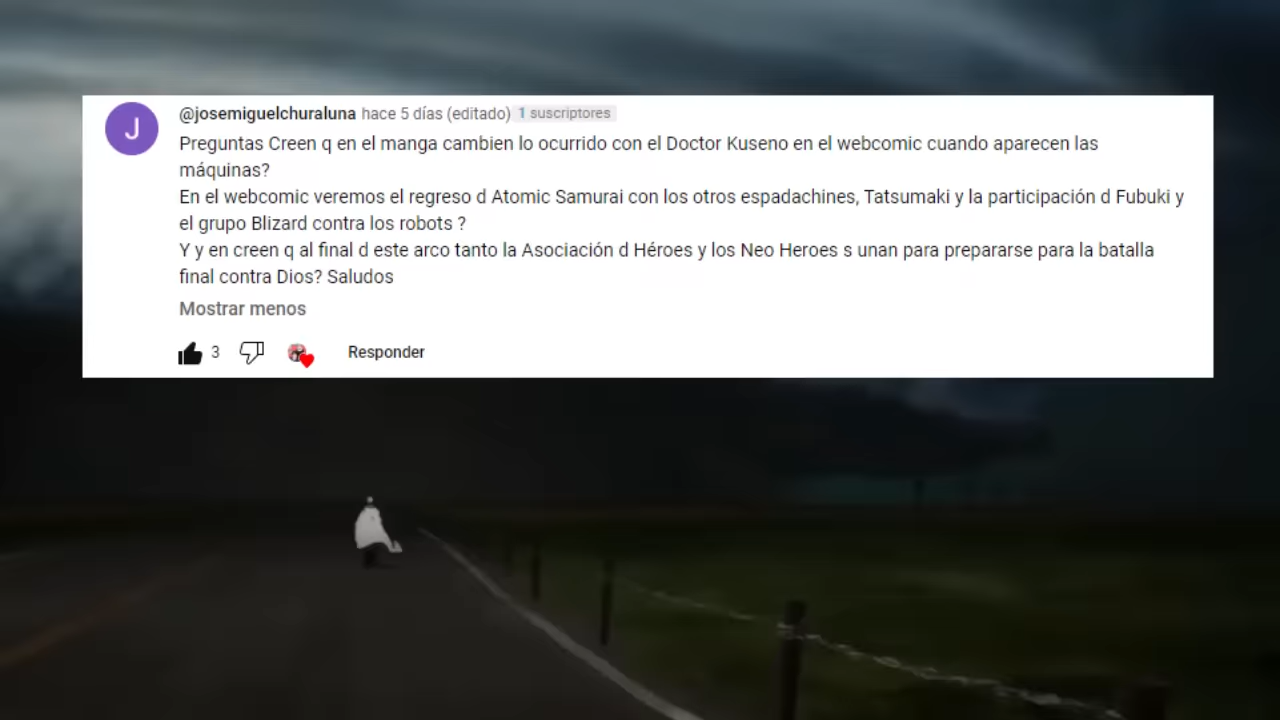 J
@josemiguelchuraluna hace 5 días (editado) 1 suscriptores
Preguntas Creen q en el manga cambien lo ocurrido con el Doctor Kuseno en el webcomic cuando aparecen las
máquinas?
En el webcomic veremos el regreso d Atomic Samurai con los otros espadachines, Tatsumaki y la participación d Fubuki y
el grupo Blizard contra los robots ?
Y y en creen q al final d este arco tanto la Asociación d Héroes y los Neo Heroes s unan para prepararse para la batalla
final contra Dios? Saludos
Mostrar menos
3 Responder